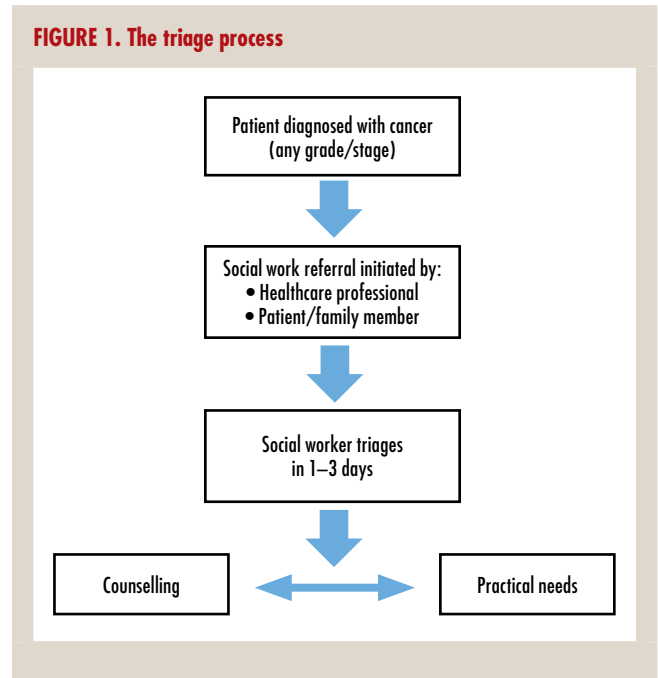 FIGURE 1. The triage process
Patient diagnosed with cancer
(any grade/stage)
Social work referral initiated by:
• Healthcare professional
• Patient/family member
Social worker triages
in 1–3 days
Counselling
Practical needs